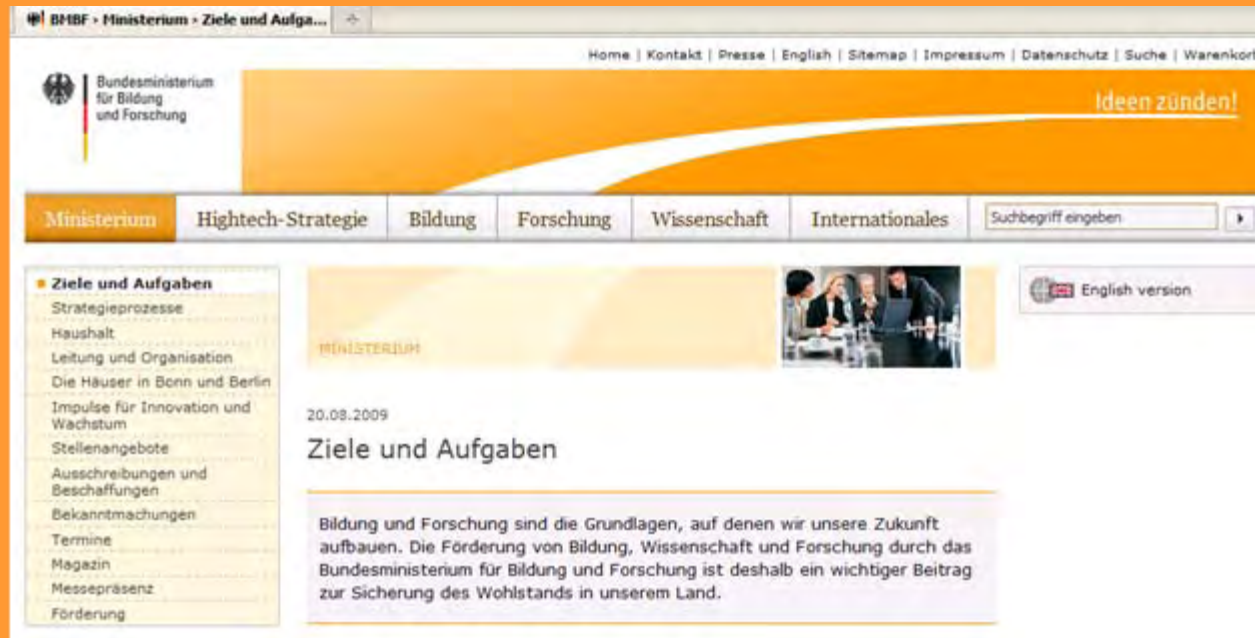 BMBF › Ministerium › Ziele und Aufga...
Home | Kontakt | Presse | English | Sitemap | Impressum | Datenschutz | Suche | Warenkorb
Bundesministerium
für Bildung
und Forschung
Ideen zünden!
Ministerium Hightech-Strategie Bildung Forschung Wissenschaft Internationales Suchbegriff eingeben
Ziele und Aufgaben
Strategieprozesse
Haushalt
Leitung und Organisation
Die Häuser in Bonn und Berlin
Impulse für Innovation und
Wachstum
Stellenangebote
Ausschreibungen und
Beschaffungen
Bekanntmachungen
Termine
Magazin
Messepräsenz
Förderung
MINISTERIUM
20.08.2009
Ziele und Aufgaben
Bildung und Forschung sind die Grundlagen, auf denen wir unsere Zukunft
aufbauen. Die Förderung von Bildung, Wissenschaft und Forschung durch das
Bundesministerium für Bildung und Forschung ist deshalb ein wichtiger Beitrag
zur Sicherung des Wohlstands in unserem Land.
English version